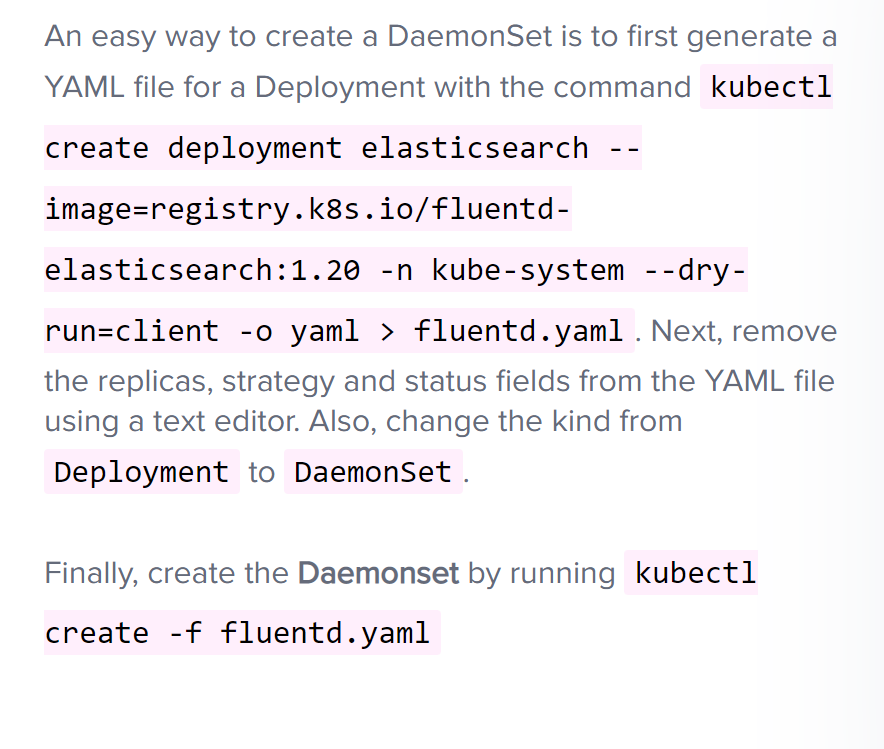 An easy way to create a DaemonSet is to first generate a
YAML file for a Deployment with the command kubectl
create deployment elasticsearch --
image=registry.k8s.io/fluentd-
elasticsearch:1.20 -n kube-system --dry-
run=client -o yaml > fluentd.yaml. Next, remove
the replicas, strategy and status fields from the YAML file
using a text editor. Also, change the kind from
Deployment to DaemonSet.
Finally, create the Daemonset by running kubectl
create -f fluentd.yaml